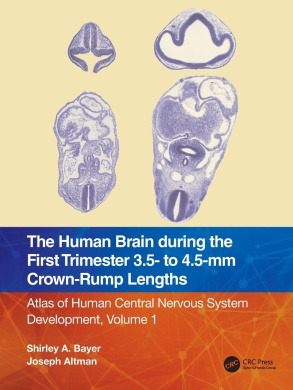 The Human Brain during the
First Trimester 3.5- to 4.5-mm
Crown-Rump Lengths
Atlas of Human Central Nervous System
Development, Volume 1
Shirley A. Bayer
Joseph Altman
CRC
CRC Press
Taylor & Francis Group